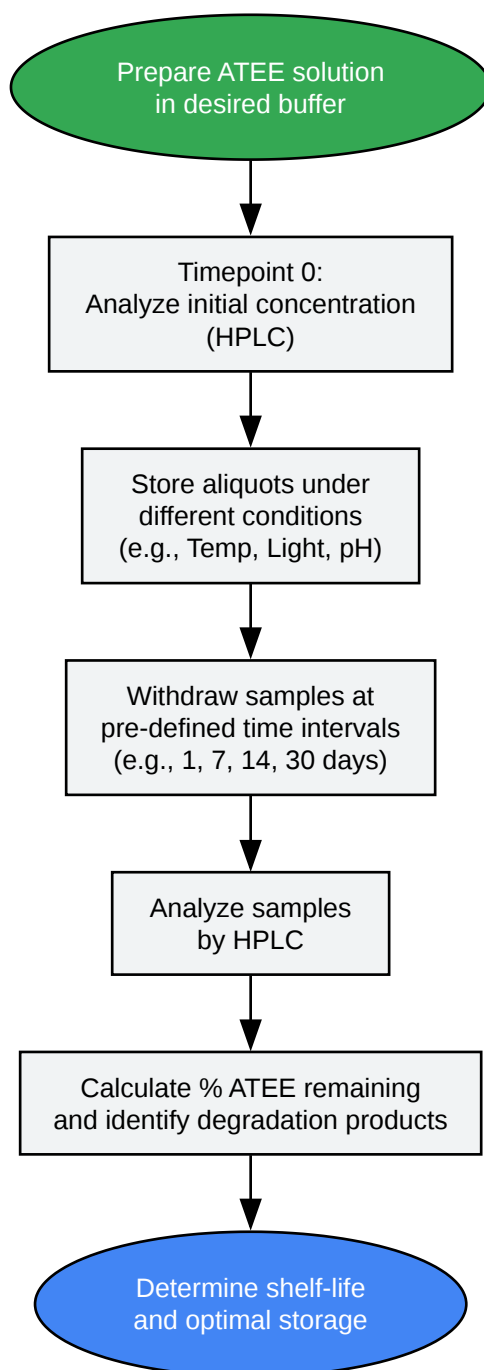 Prepare ATEE solution
in desired buffer
Timepoint 0:
Analyze initial concentration
(HPLC)
Store aliquots under
different conditions
(e.g., Temp, Light, pH)
Withdraw samples at
pre-defined time intervals
(e.g., 1, 7, 14, 30 days)
Analyze samples
by HPLC
Calculate % ATEE remaining
and identify degradation products
Determine shelf-life
and optimal storage